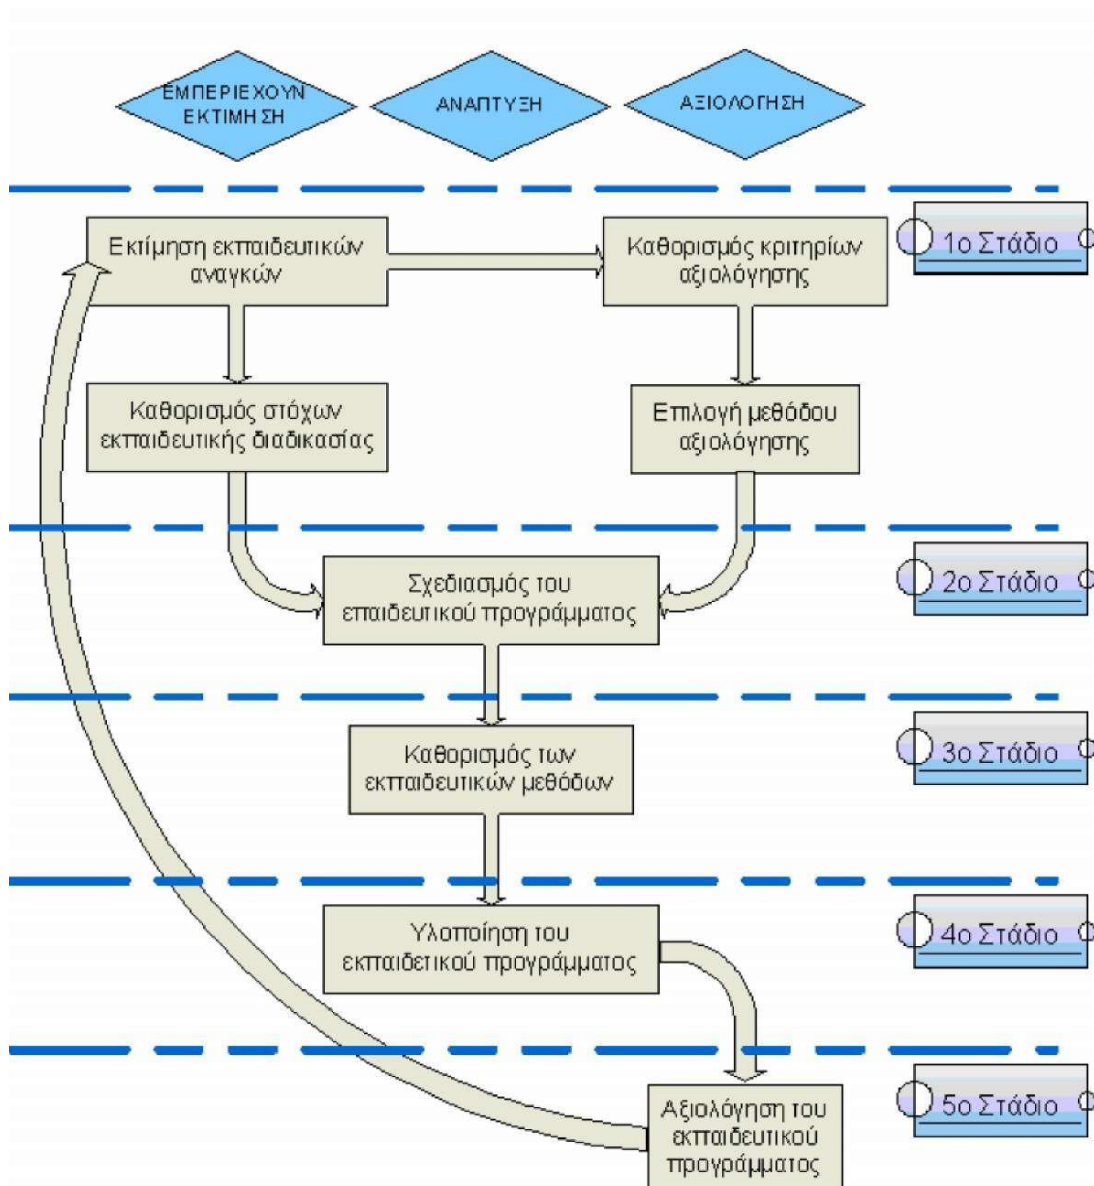 ΕΜΠΕΡΙΕΧΟΥΝ
ΕΚΤΙΜΗΣΗ
ΑΝΑΠΤΥΞΗ
ΑΞΙΟΛΟΓΗΣΗ
Εκτίμηση εκπαιδευτικών
αναγκών
Καθορισμός κριτηρίων
αξιολόγησης
1ο Στάδιο
Καθορισμός στόχων
εκπαιδευτικής διαδικασίας
Επιλογή μεθόδου
αξιολόγησης
Σχεδιασμός του
επαιδευτικού προγράμματος
2ο Στάδιο
Καθορισμός των
εκπαιδευτικών μεθόδων
3ο Στάδιο
Υλοποίηση του
εκπαιδετικού προγράμματος
4ο Στάδιο
Αξιολόγηση του
εκπαιδευτικού
προγράμματος
5ο Στάδιο